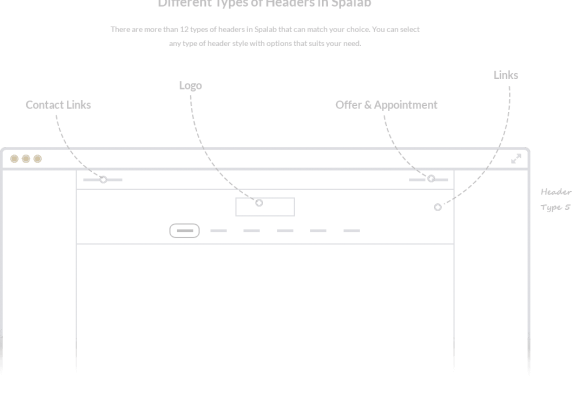 Different Types of Headers in Spalab
There are more than 12 types of headers in Spalab that can match your choice. You can select
any type of header style with options that suits your need.
Links
Logo
Contact Links
Offer & Appointment
Header
Type 5